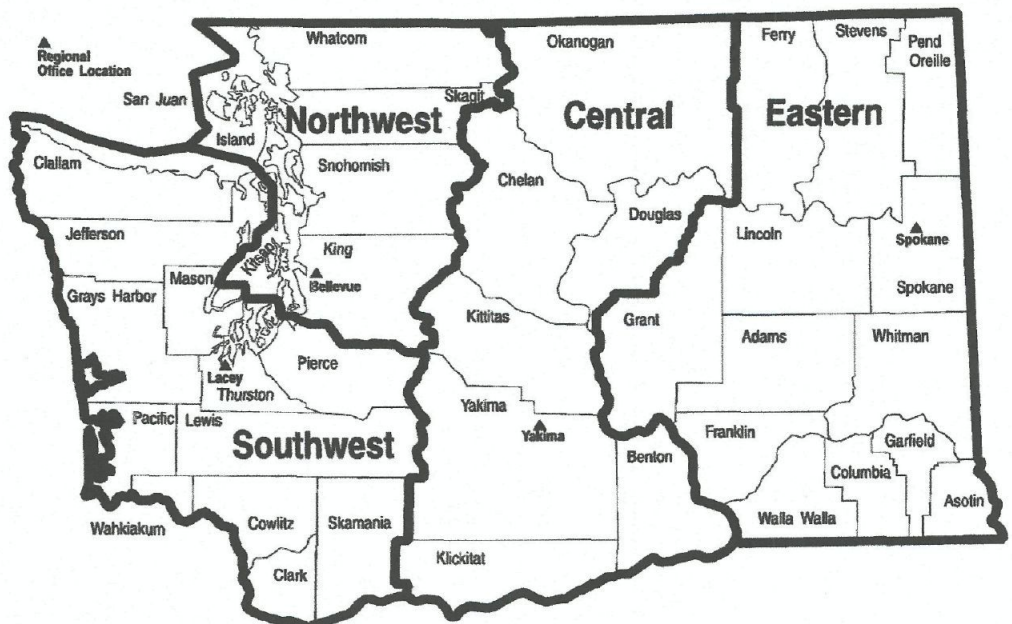 ▲
Regional
Office Location
San Juan
Whatcom
Skagit
Northwest
Island
Snohomish
Clallam
Jefferson
King
Kitsap
▲
Bellevue
Mason
Grays Harbor
Pierce
▲
Lacey
Thurston
Pacific
Lewis
Southwest
Wahkiakum
Cowlitz
Skamania
Clark
Okanogan
Central
Chelan
Douglas
Kittitas
Yakima
▲
Yakima
Benton
Klickitat
Ferry
Stevens
Pend
Oreille
Eastern
Lincoln
▲
Spokane
Spokane
Grant
Adams
Whitman
Franklin
Garfield
Columbia
Asotin
Walla Walla